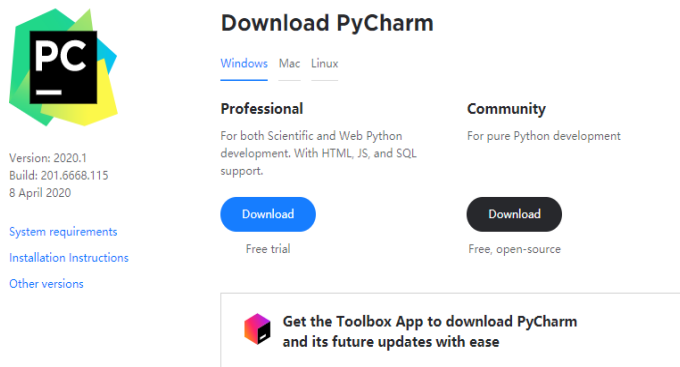 PC
Version: 2020.1
Build: 201.6668.115
8 April 2020
System requirements
Installation Instructions
Other versions
Download PyCharm
Windows Mac Linux
Professional
For both Scientific and Web Python
development. With HTML, JS, and SQL
support.
Download
Free trial
Community
For pure Python development
Download
Free, open-source
Get the Toolbox App to download PyCharm
and its future updates with ease